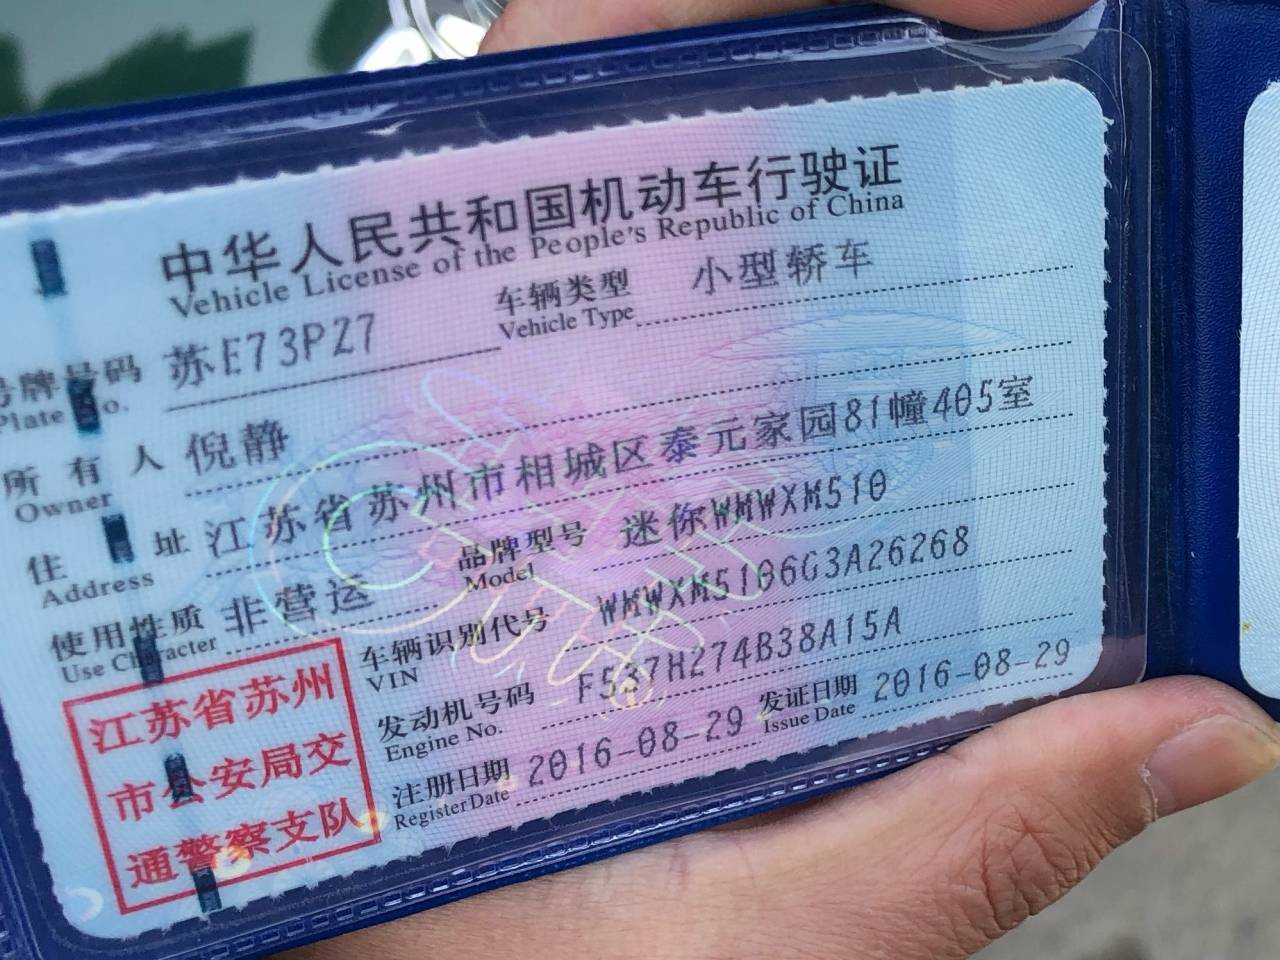 中华人民共和国机动车行驶证
Vehicle License of the People's Republic of China
号牌号码 苏E73PZ7 车辆类型 小型轿车
Plate No. Vehicle Type
所有人 倪静
Owner
住址 江苏省苏州市相城区泰元家园81幢405室
Address
使用性质 非营运 品牌型号 迷你WMWXM510
Use Character Model
车辆识别代号 WMWXM5106G3A26268
VIN
发动机号码 F537H274B38A15A
Engine No.
注册日期 2016-08-29 发证日期 2016-08-29
Register Date Issue Date
江苏省苏州
市公安局交
通警察支队